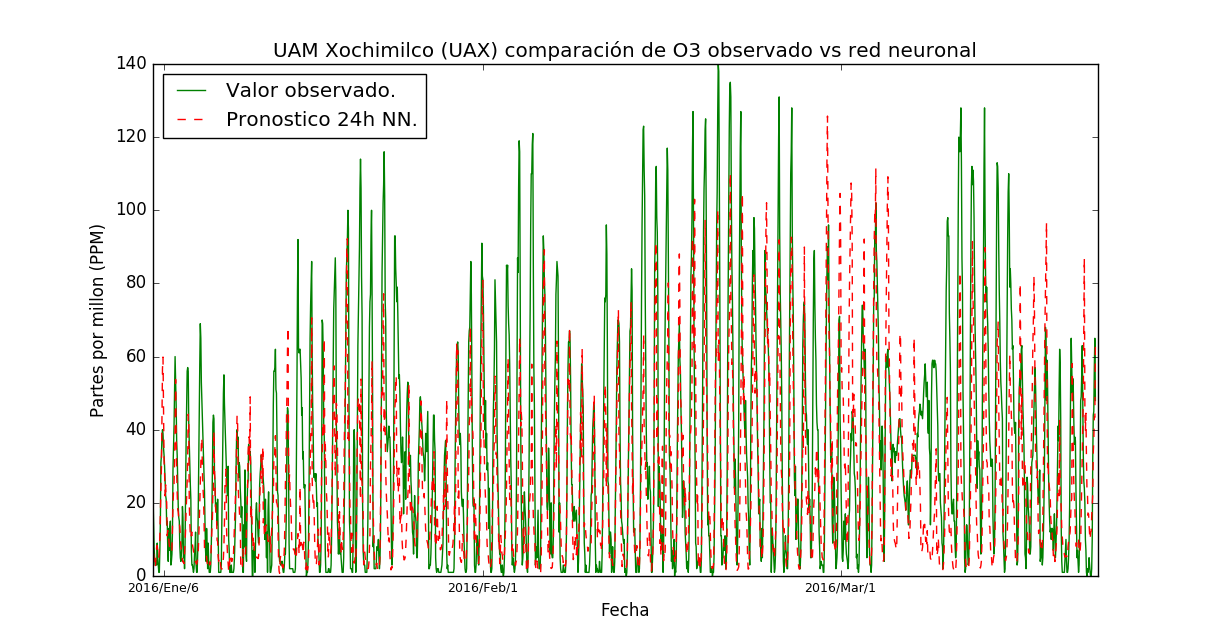 UAM Xochimilco (UAX) comparación de O3 observado vs red neuronal
Valor observado.
Pronostico 24h NN.
Partes por millon (PPM)
140
120
100
80
60
40
20
0
2016/Ene/6
2016/Feb/1
2016/Mar/1
Fecha